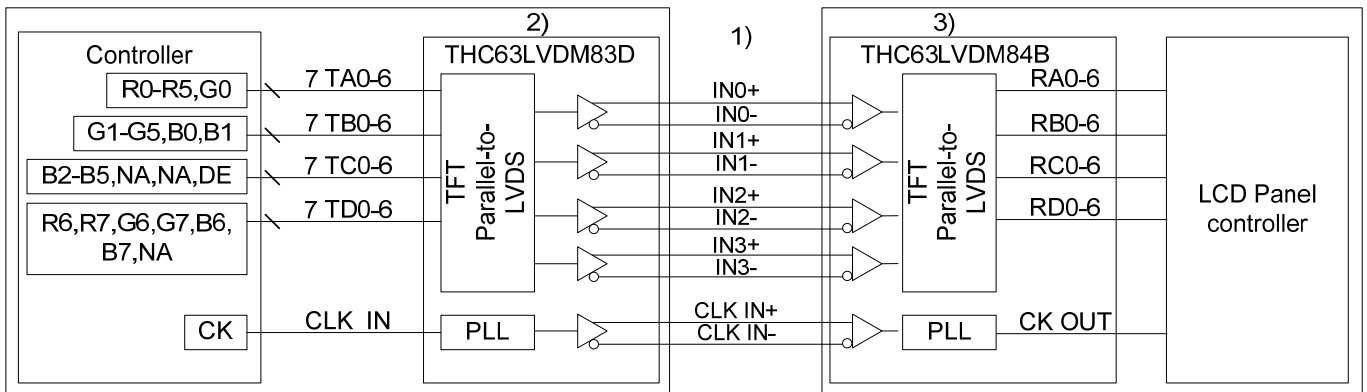 2)
1)
3)
Controller
THC63LVDM83D
THC63LVDM84B
R0-R5,G0
7 TA0-6
IN0+
IN0-
RA0-6
G1-G5,B0,B1
7 TB0-6
IN1+
IN1-
RB0-6
B2-B5,NA,NA,DE
7 TC0-6
IN2+
IN2-
RC0-6
R6,R7,G6,G7,B6,
B7,NA
7 TD0-6
IN3+
IN3-
RD0-6
TFT
Parallel-to-
LVDS
TFT
Parallel-to-
LVDS
LCD Panel
controller
CK
CLK IN
PLL
CLK IN+
CLK IN-
PLL
CK OUT